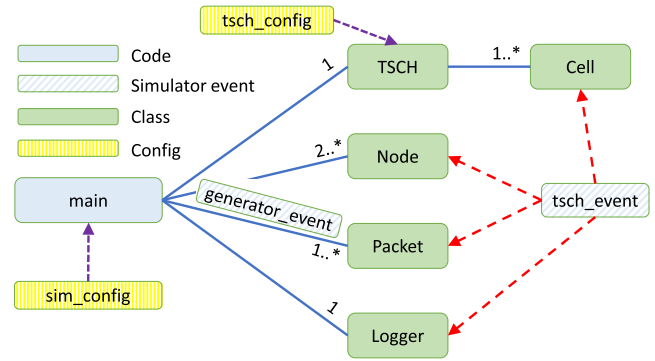 tsch_config
Code
Simulator event
Class
Config
1
TSCH
1..*
Cell
2..*
Node
main
generator_event
tsch_event
1..*
Packet
sim_config
1
Logger